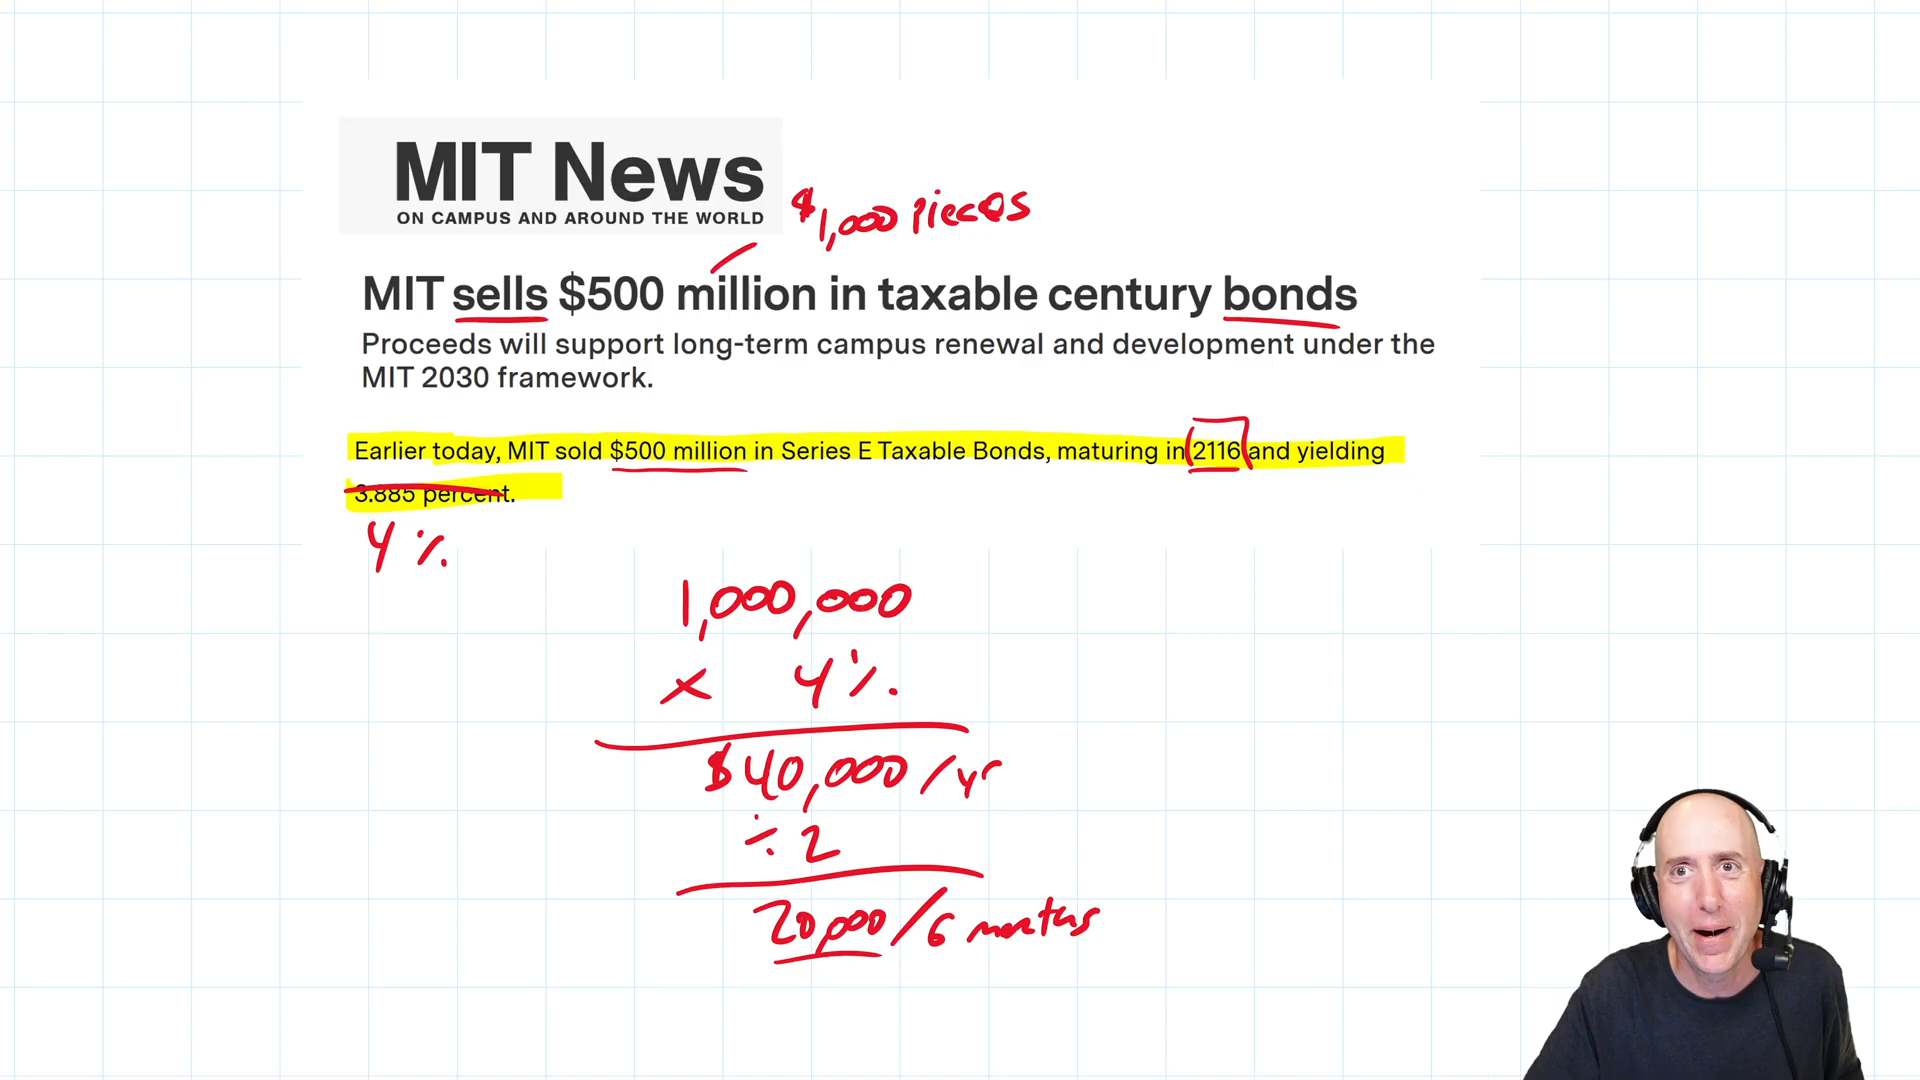 MIT News
ON CAMPUS AND AROUND THE WORLD
$1,000 pieces
MIT sells $500 million in taxable century bonds
Proceeds will support long-term campus renewal and development under the
MIT 2030 framework.
Earlier today, MIT sold $500 million in Series E Taxable Bonds, maturing in 2116 and yielding
3.885 percent.
4%
1,000,000
x 4%
$40,000/yr
÷2
20,000/6 months